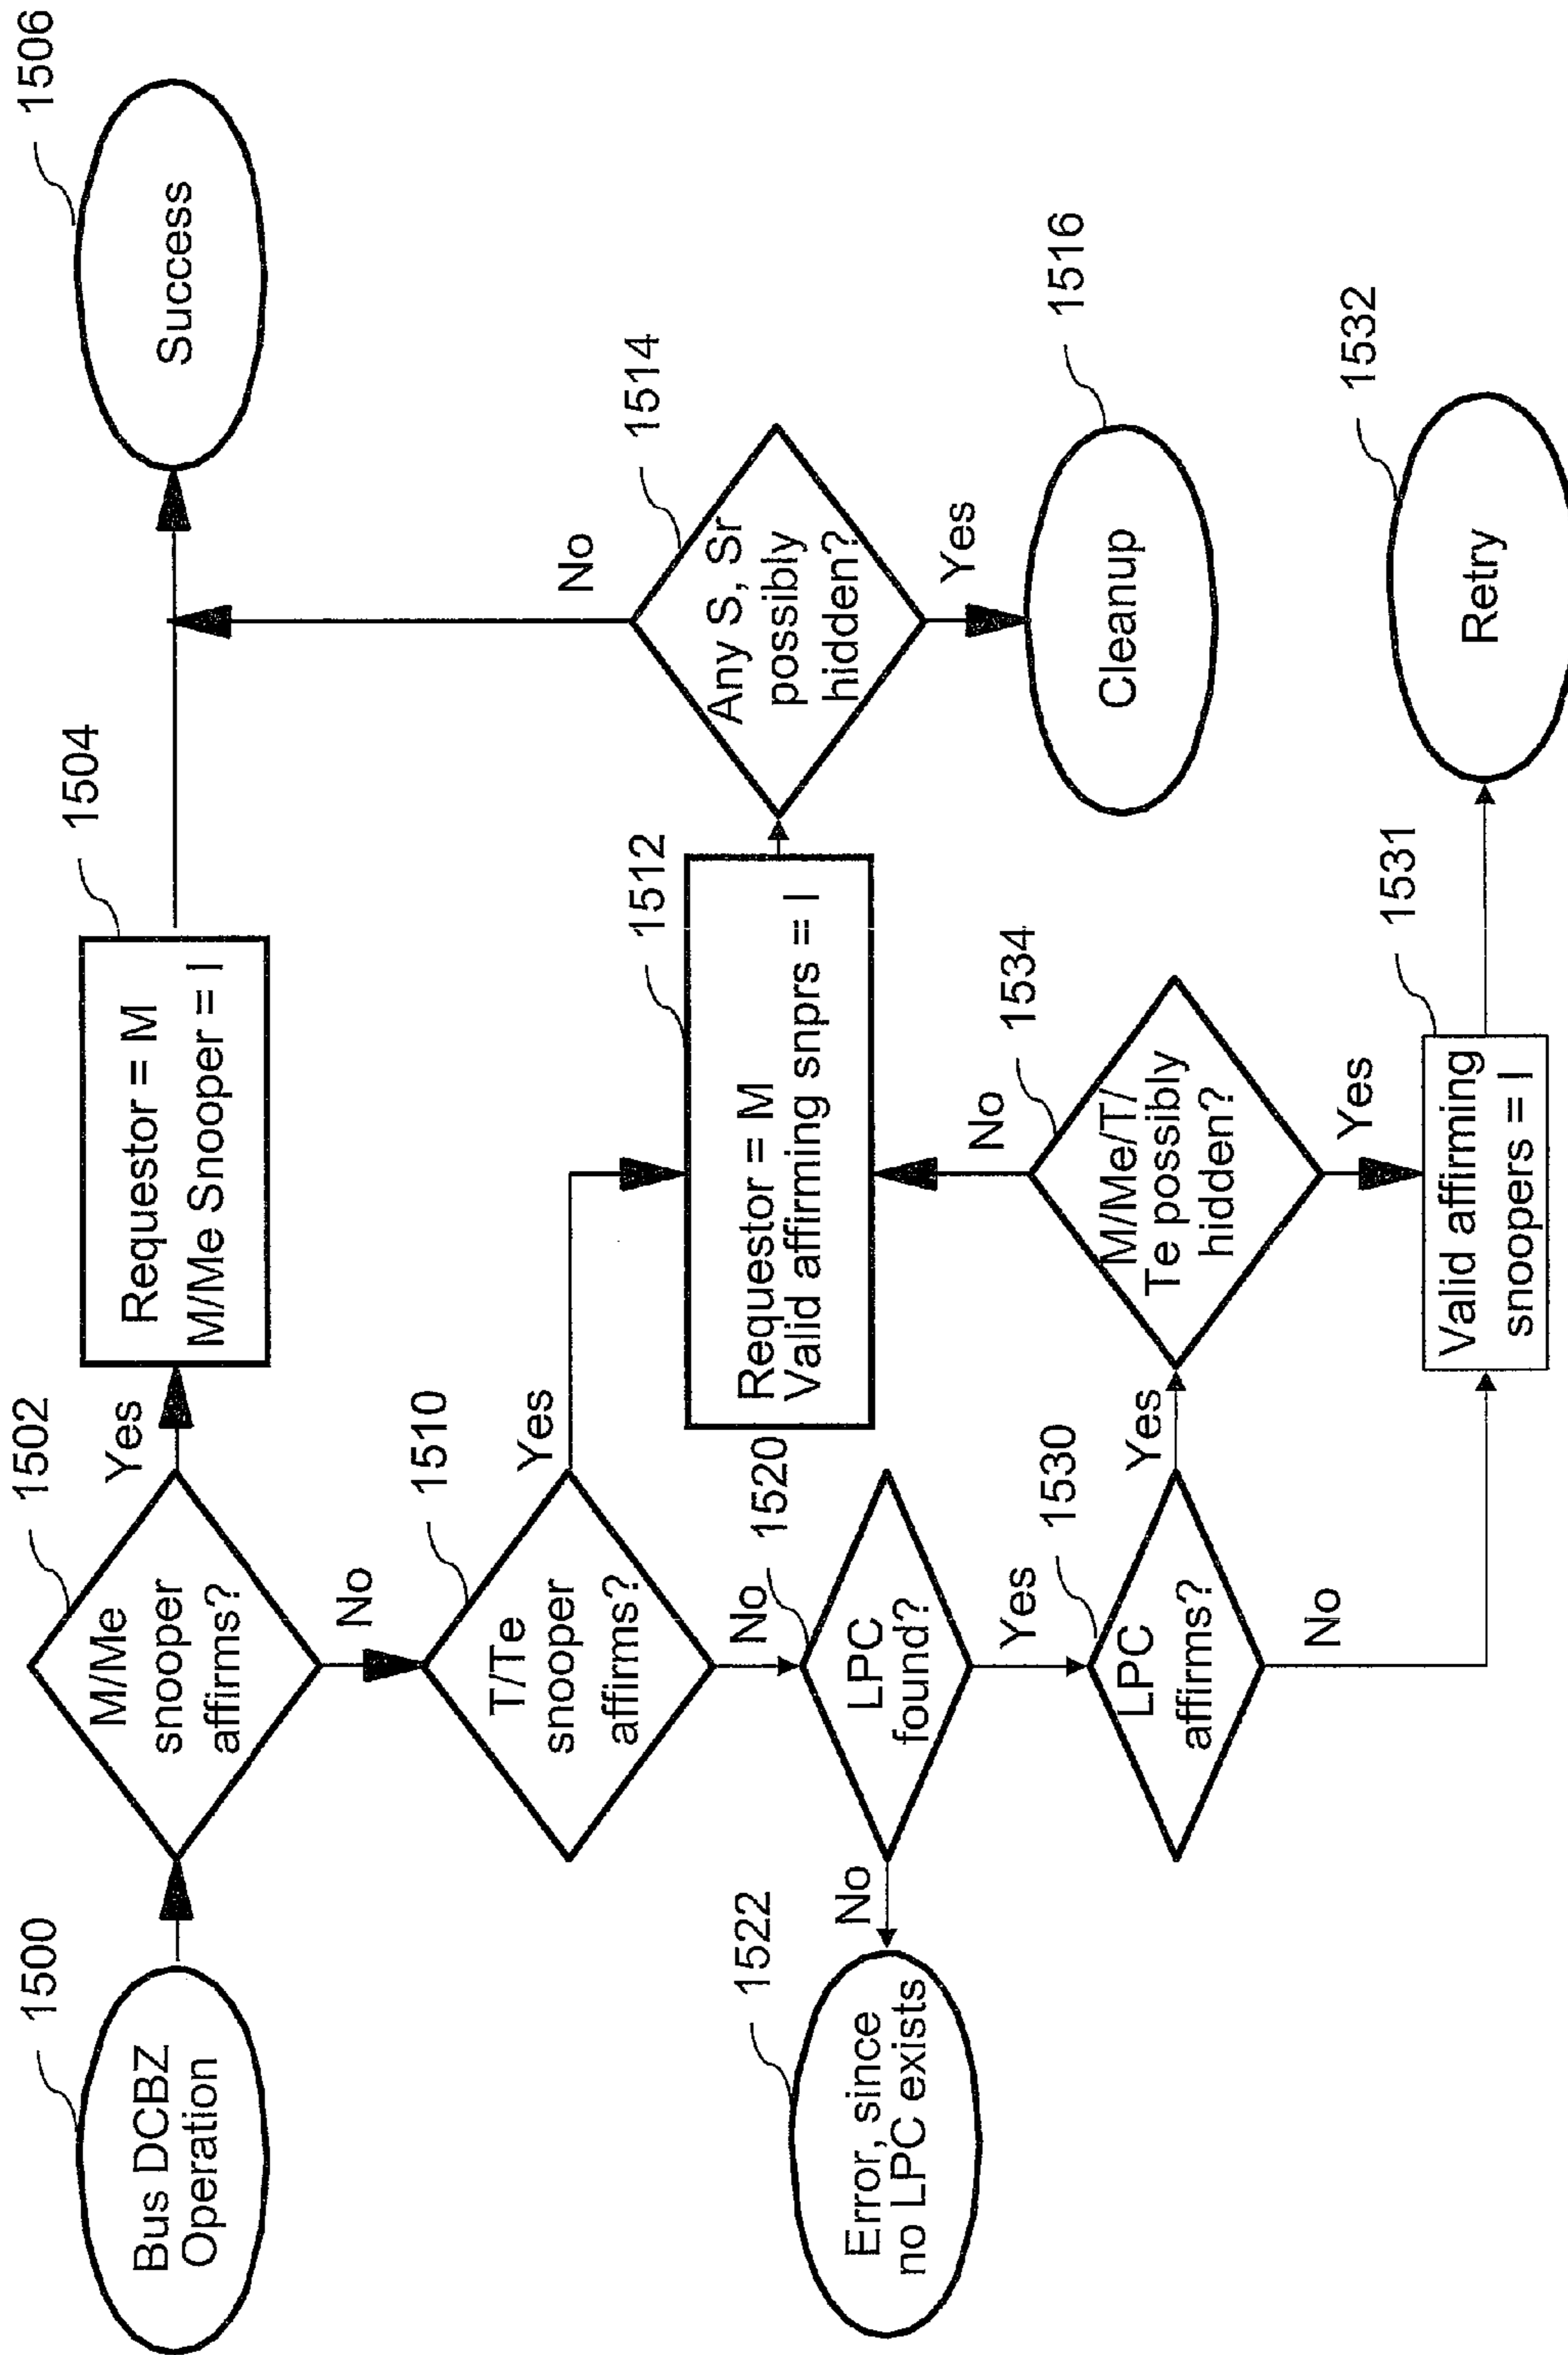 1500
Bus DCBZ
Operation
1502
M/Me
snooper
affirms?
Yes
No
1504
Requestor = M
M/Me Snooper = I
1506
Success
1510
T/Te
snooper
affirms?
Yes
No
1512
Requestor = M
Valid affirming snprs = I
1514
Any S, Sr
possibly
hidden?
No
Yes
1516
Cleanup
1520
LPC
found?
No
Yes
1522
Error, since
no LPC exists
1530
LPC
affirms?
Yes
No
1534
M/Me/T/
Te possibly
hidden?
No
Yes
1531
Valid affirming
snoopers = I
1532
Retry